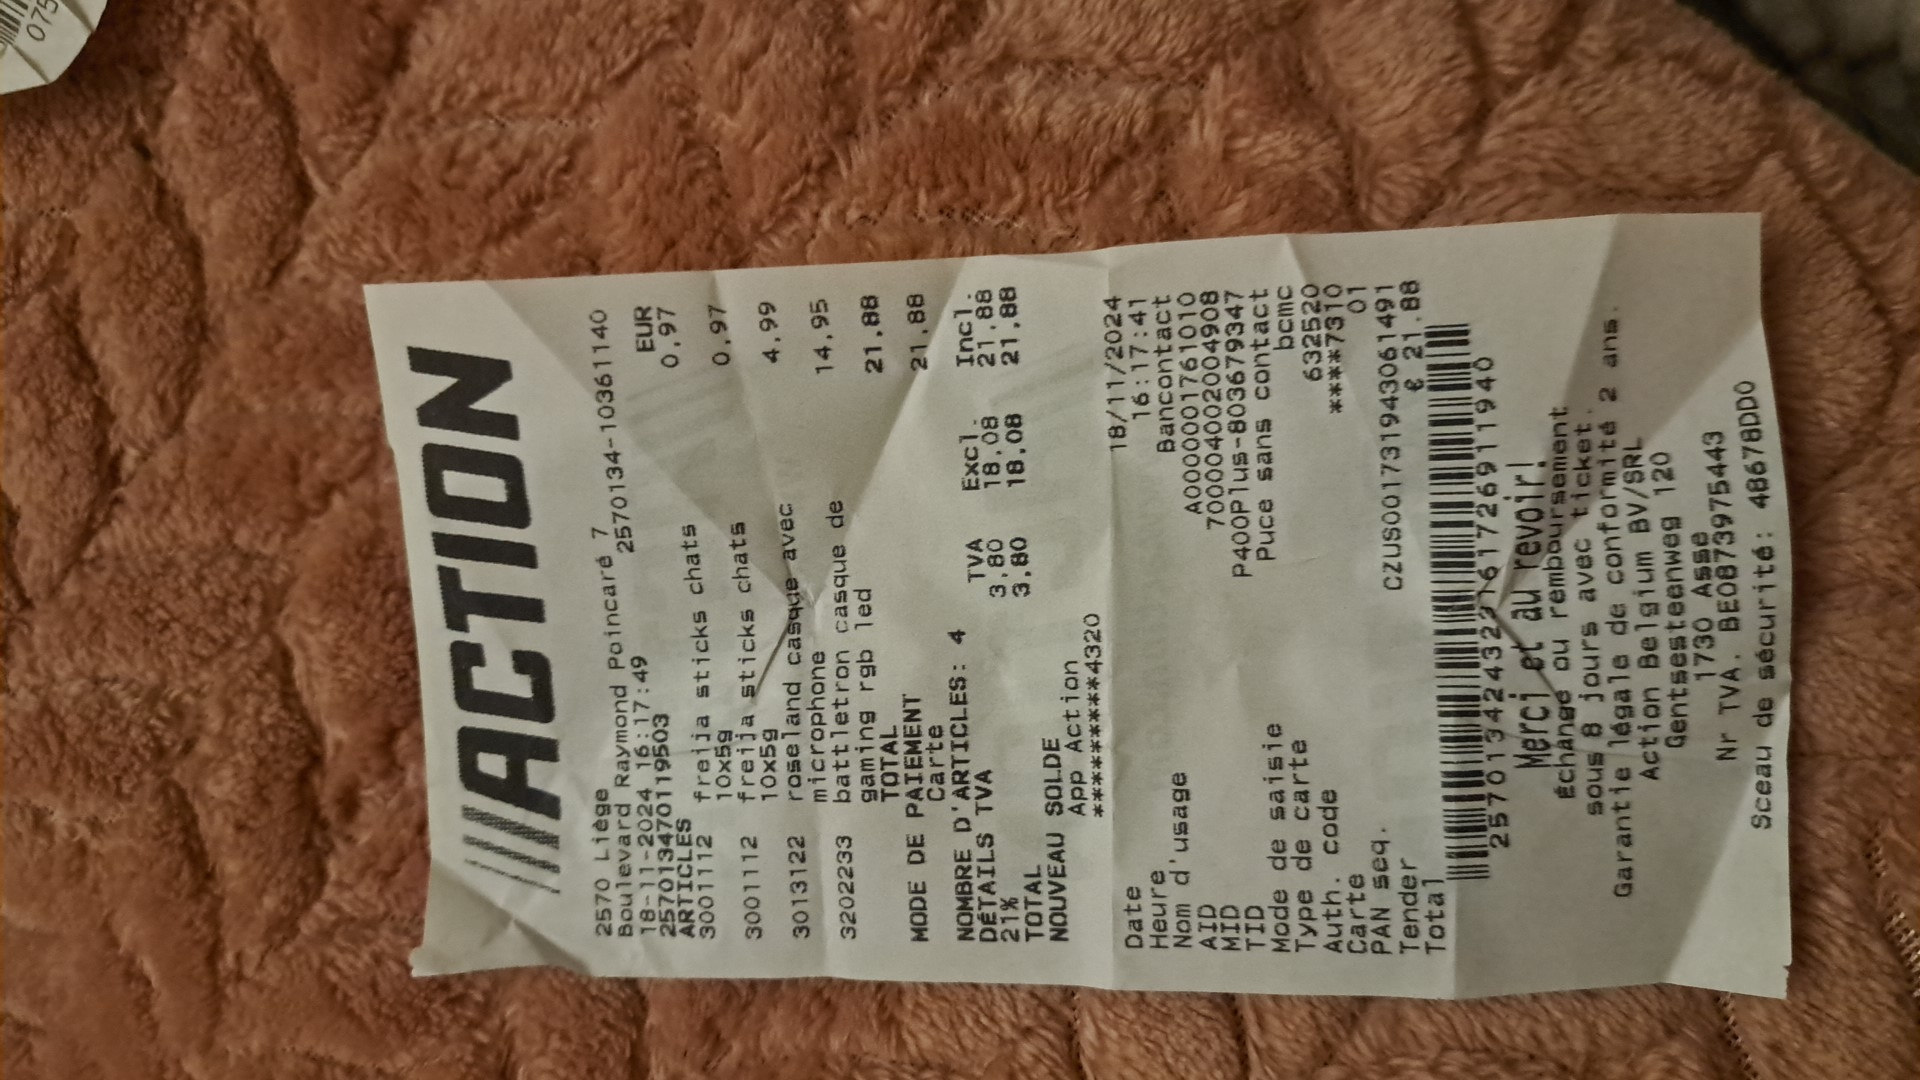 075
ACTION
2570 Liège
Boulevard Raymond Poincaré 7
18-11-2024 16:17:49 2570134-10361140
257013470119503
ARTICLES EUR
3001112 freija sticks chats 0,97
10x5g
3001112 freija sticks chats 0,97
10x5g
3013122 roseland casque avec 4,99
microphone
3202233 battletron casque de 14,95
gaming rgb led
TOTAL 21,88
MODE DE PAIEMENT
Carte 21,88
NOMBRE D'ARTICLES: 4
DÉTAILS TVA TVA Excl. Incl.
21% 3,80 18,08 21,88
TOTAL 3,80 18,08 21,88
NOUVEAU SOLDE
App Action
************4320
Date 18/11/2024
Heure 16:17:41
Nom d'usage Bancontact
AID A0000001761010
MID 70004002004908
TID P400Plus-803679347
Mode de saisie Puce sans contact
Type de carte bcmc
Auth. code 632520
Carte ****7310
PAN seq. 01
Tender CZUS001731943061491
Total € 21.88
Merci et au revoir!
Échange ou remboursement
sous 8 jours avec ticket.
Garantie légale de conformité 2 ans.
Action Belgium BV/SRL
Gentsesteenweg 120
1730 Asse
Nr TVA. BE0873975443
Sceau de sécurité: 48678DD0